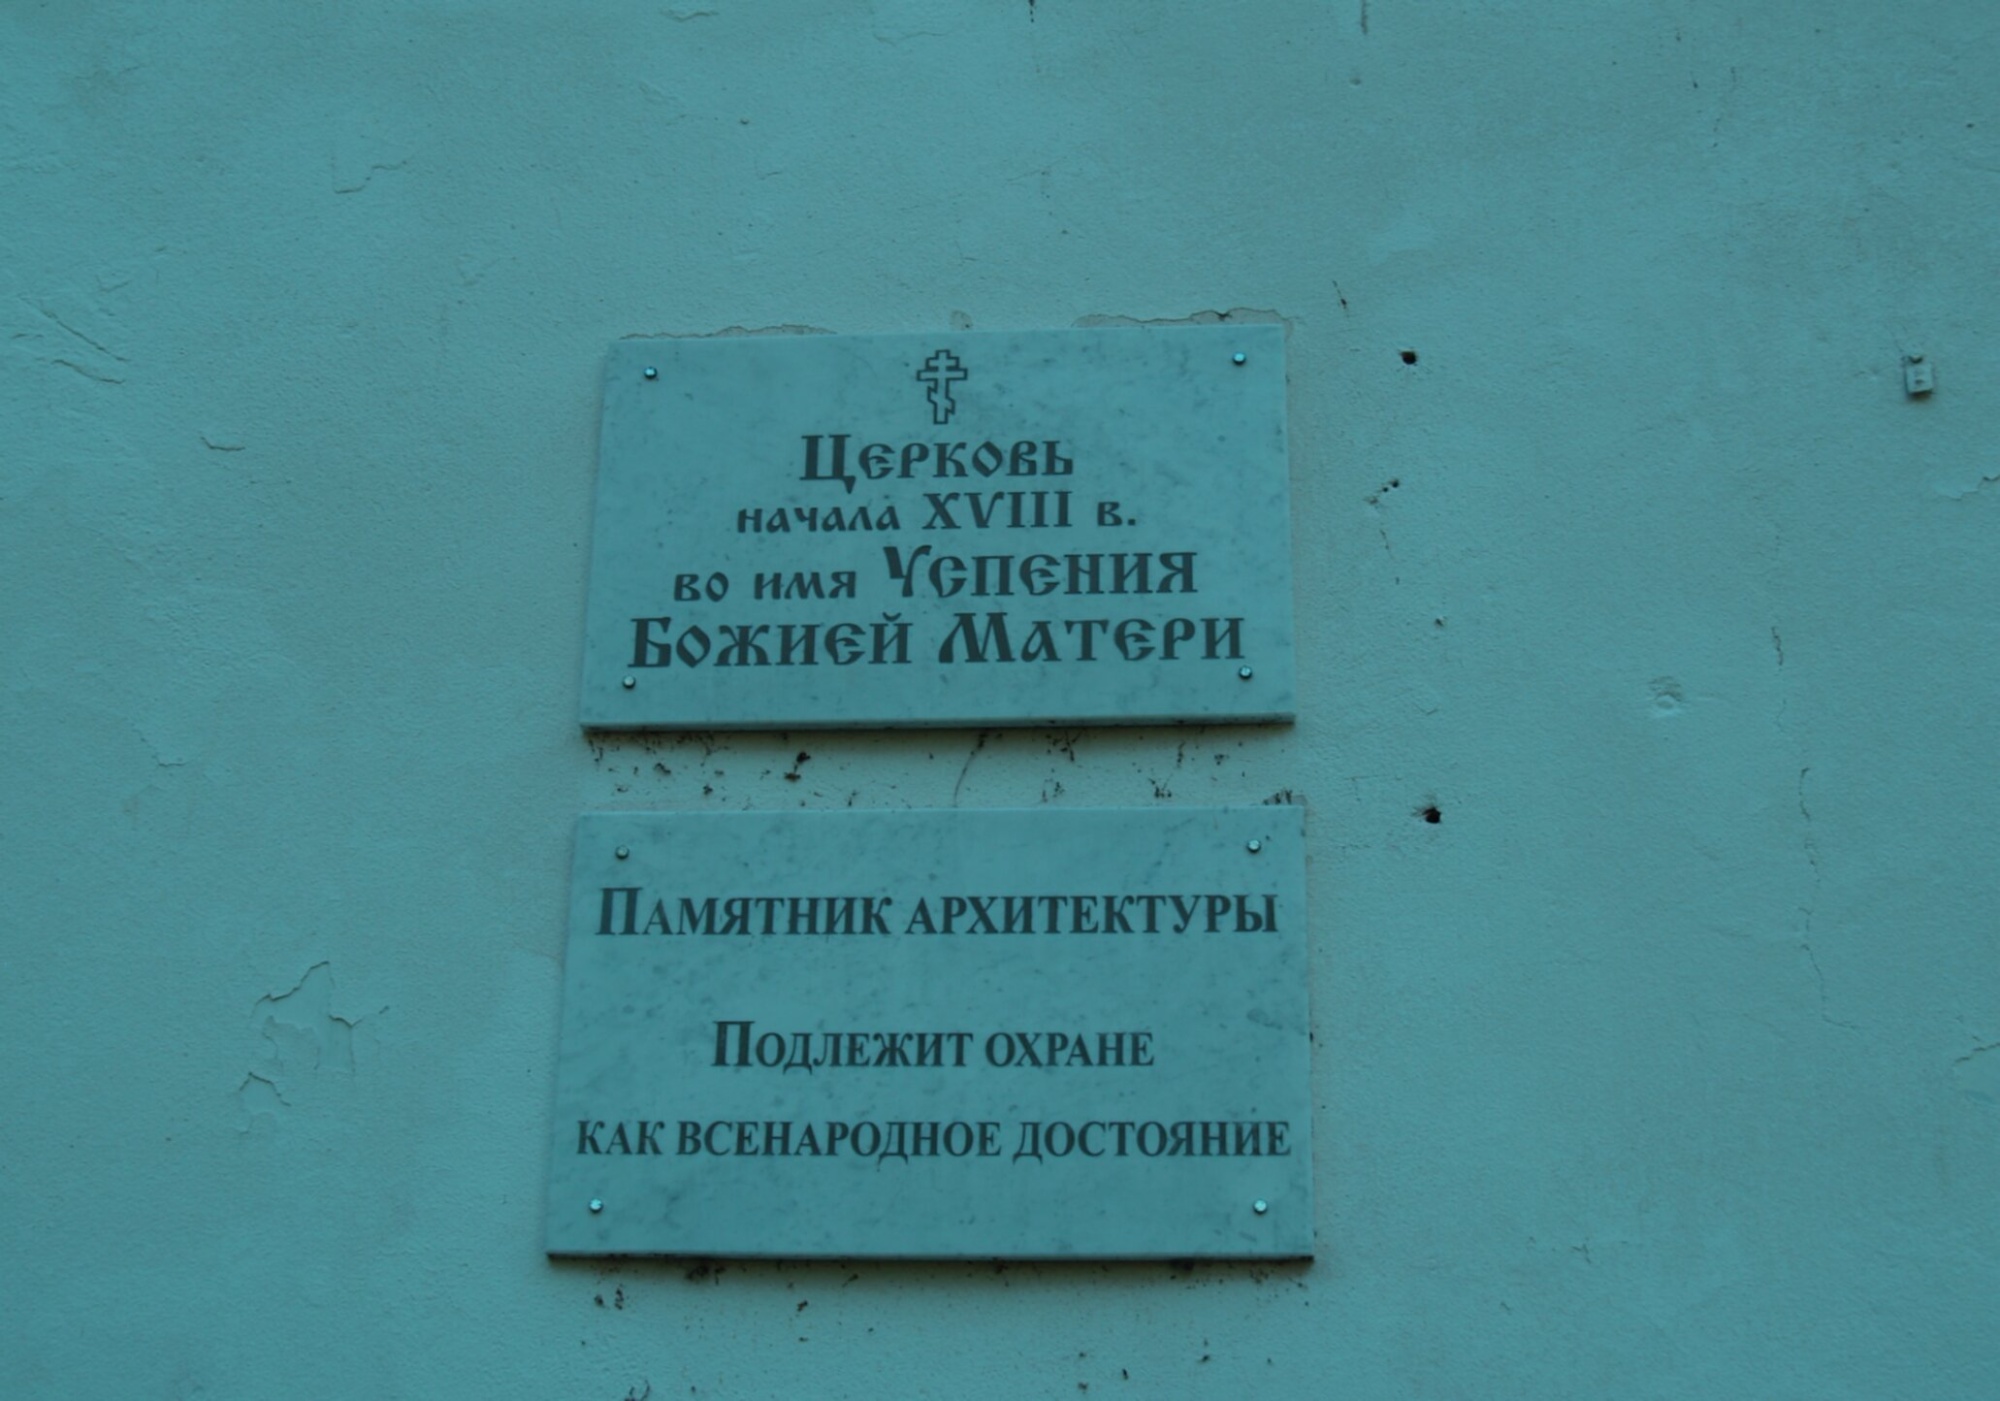 Церковь
начала XVIII в.
во имя Успения
Божией Матери
Памятник архитектуры
Подлежит охране
как всенародное достояние